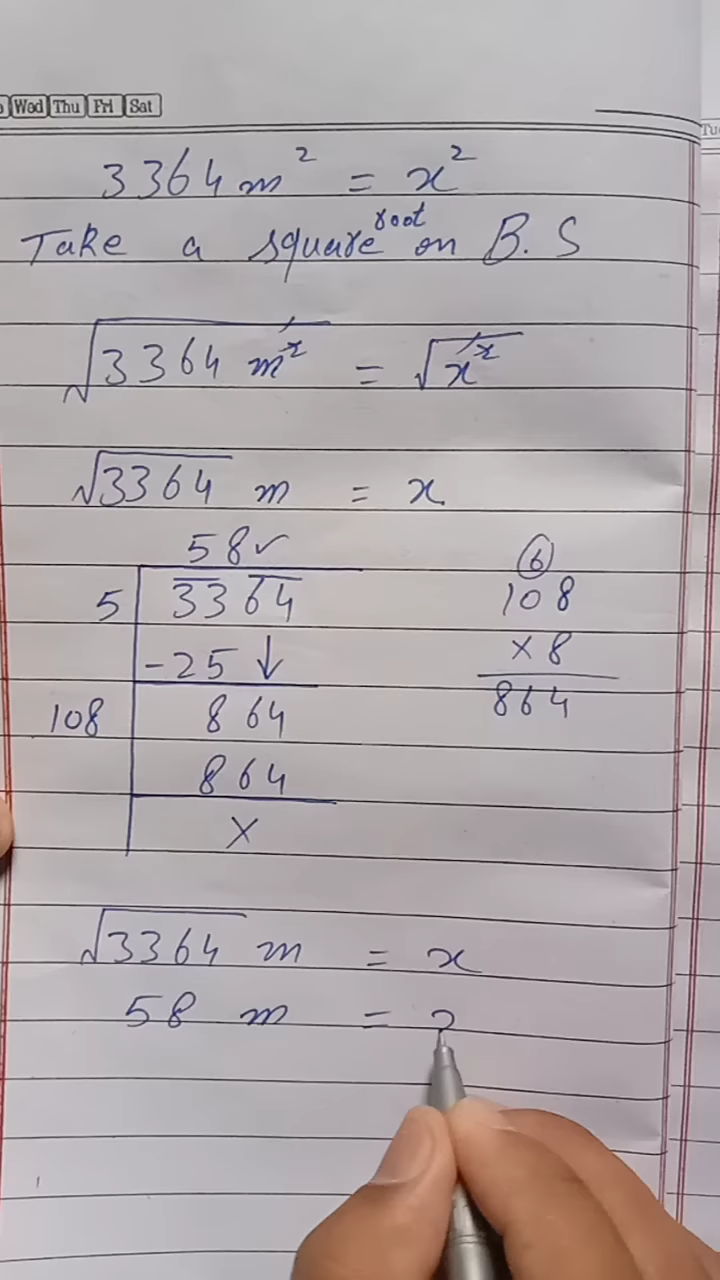 Wed Thu Fri Sat
Tu
3364 m² = x²
Take a square root on B.S
√3364 m² = √x²
√3364 m = x
58✓
5 3364
-25 ↓
108 864
864
×
6
108
×8
864
√3364 m = x
58 m =